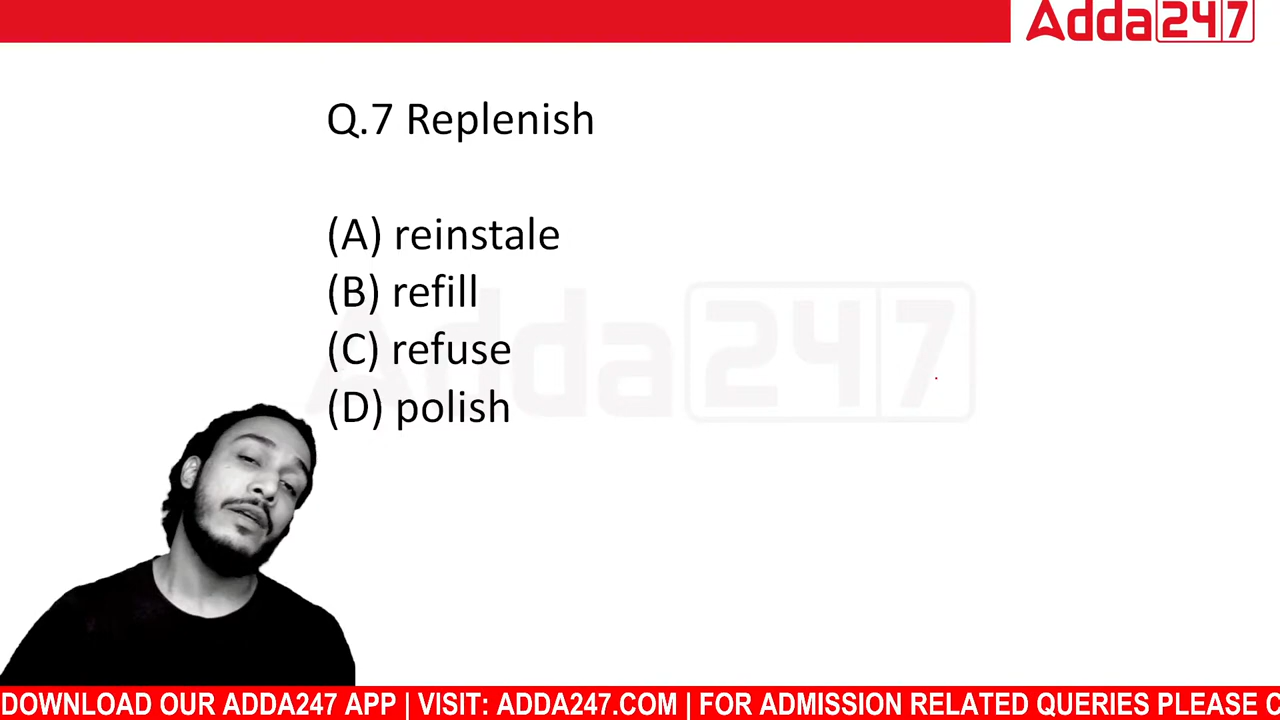 Adda247
Q.7 Replenish
(A) reinstale
(B) refill
(C) refuse
(D) polish
Adda247
DOWNLOAD OUR ADDA247 APP | VISIT: ADDA247.COM | FOR ADMISSION RELATED QUERIES PLEASE C